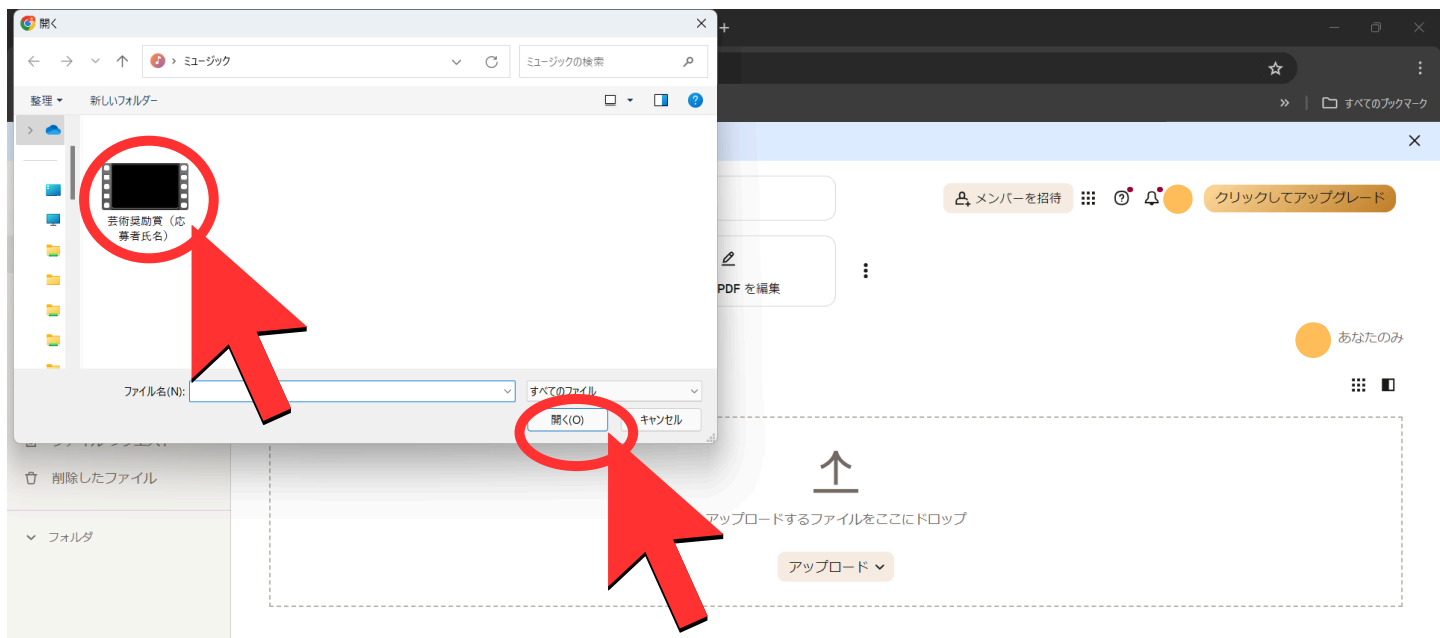 開く
ミュージック
ミュージックの検索
整理
新しいフォルダー
すべてのブックマーク
芸術奨励賞（応
募者氏名）
メンバーを招待
クリックしてアップグレード
PDF を編集
あなたのみ
ファイル名(N):
すべてのファイル
開く(O)
キャンセル
削除したファイル
アップロードするファイルをここにドロップ
フォルダ
アップロード